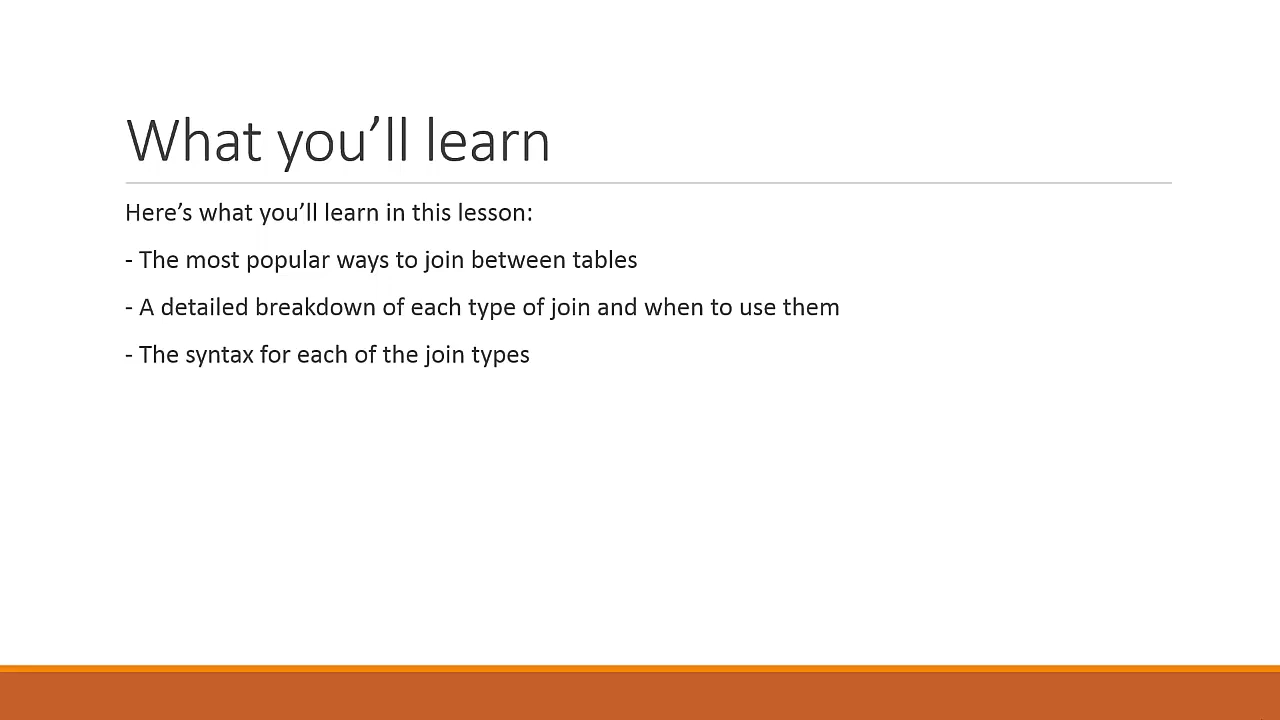 What you’ll learn
Here’s what you’ll learn in this lesson:
- The most popular ways to join between tables
- A detailed breakdown of each type of join and when to use them
- The syntax for each of the join types